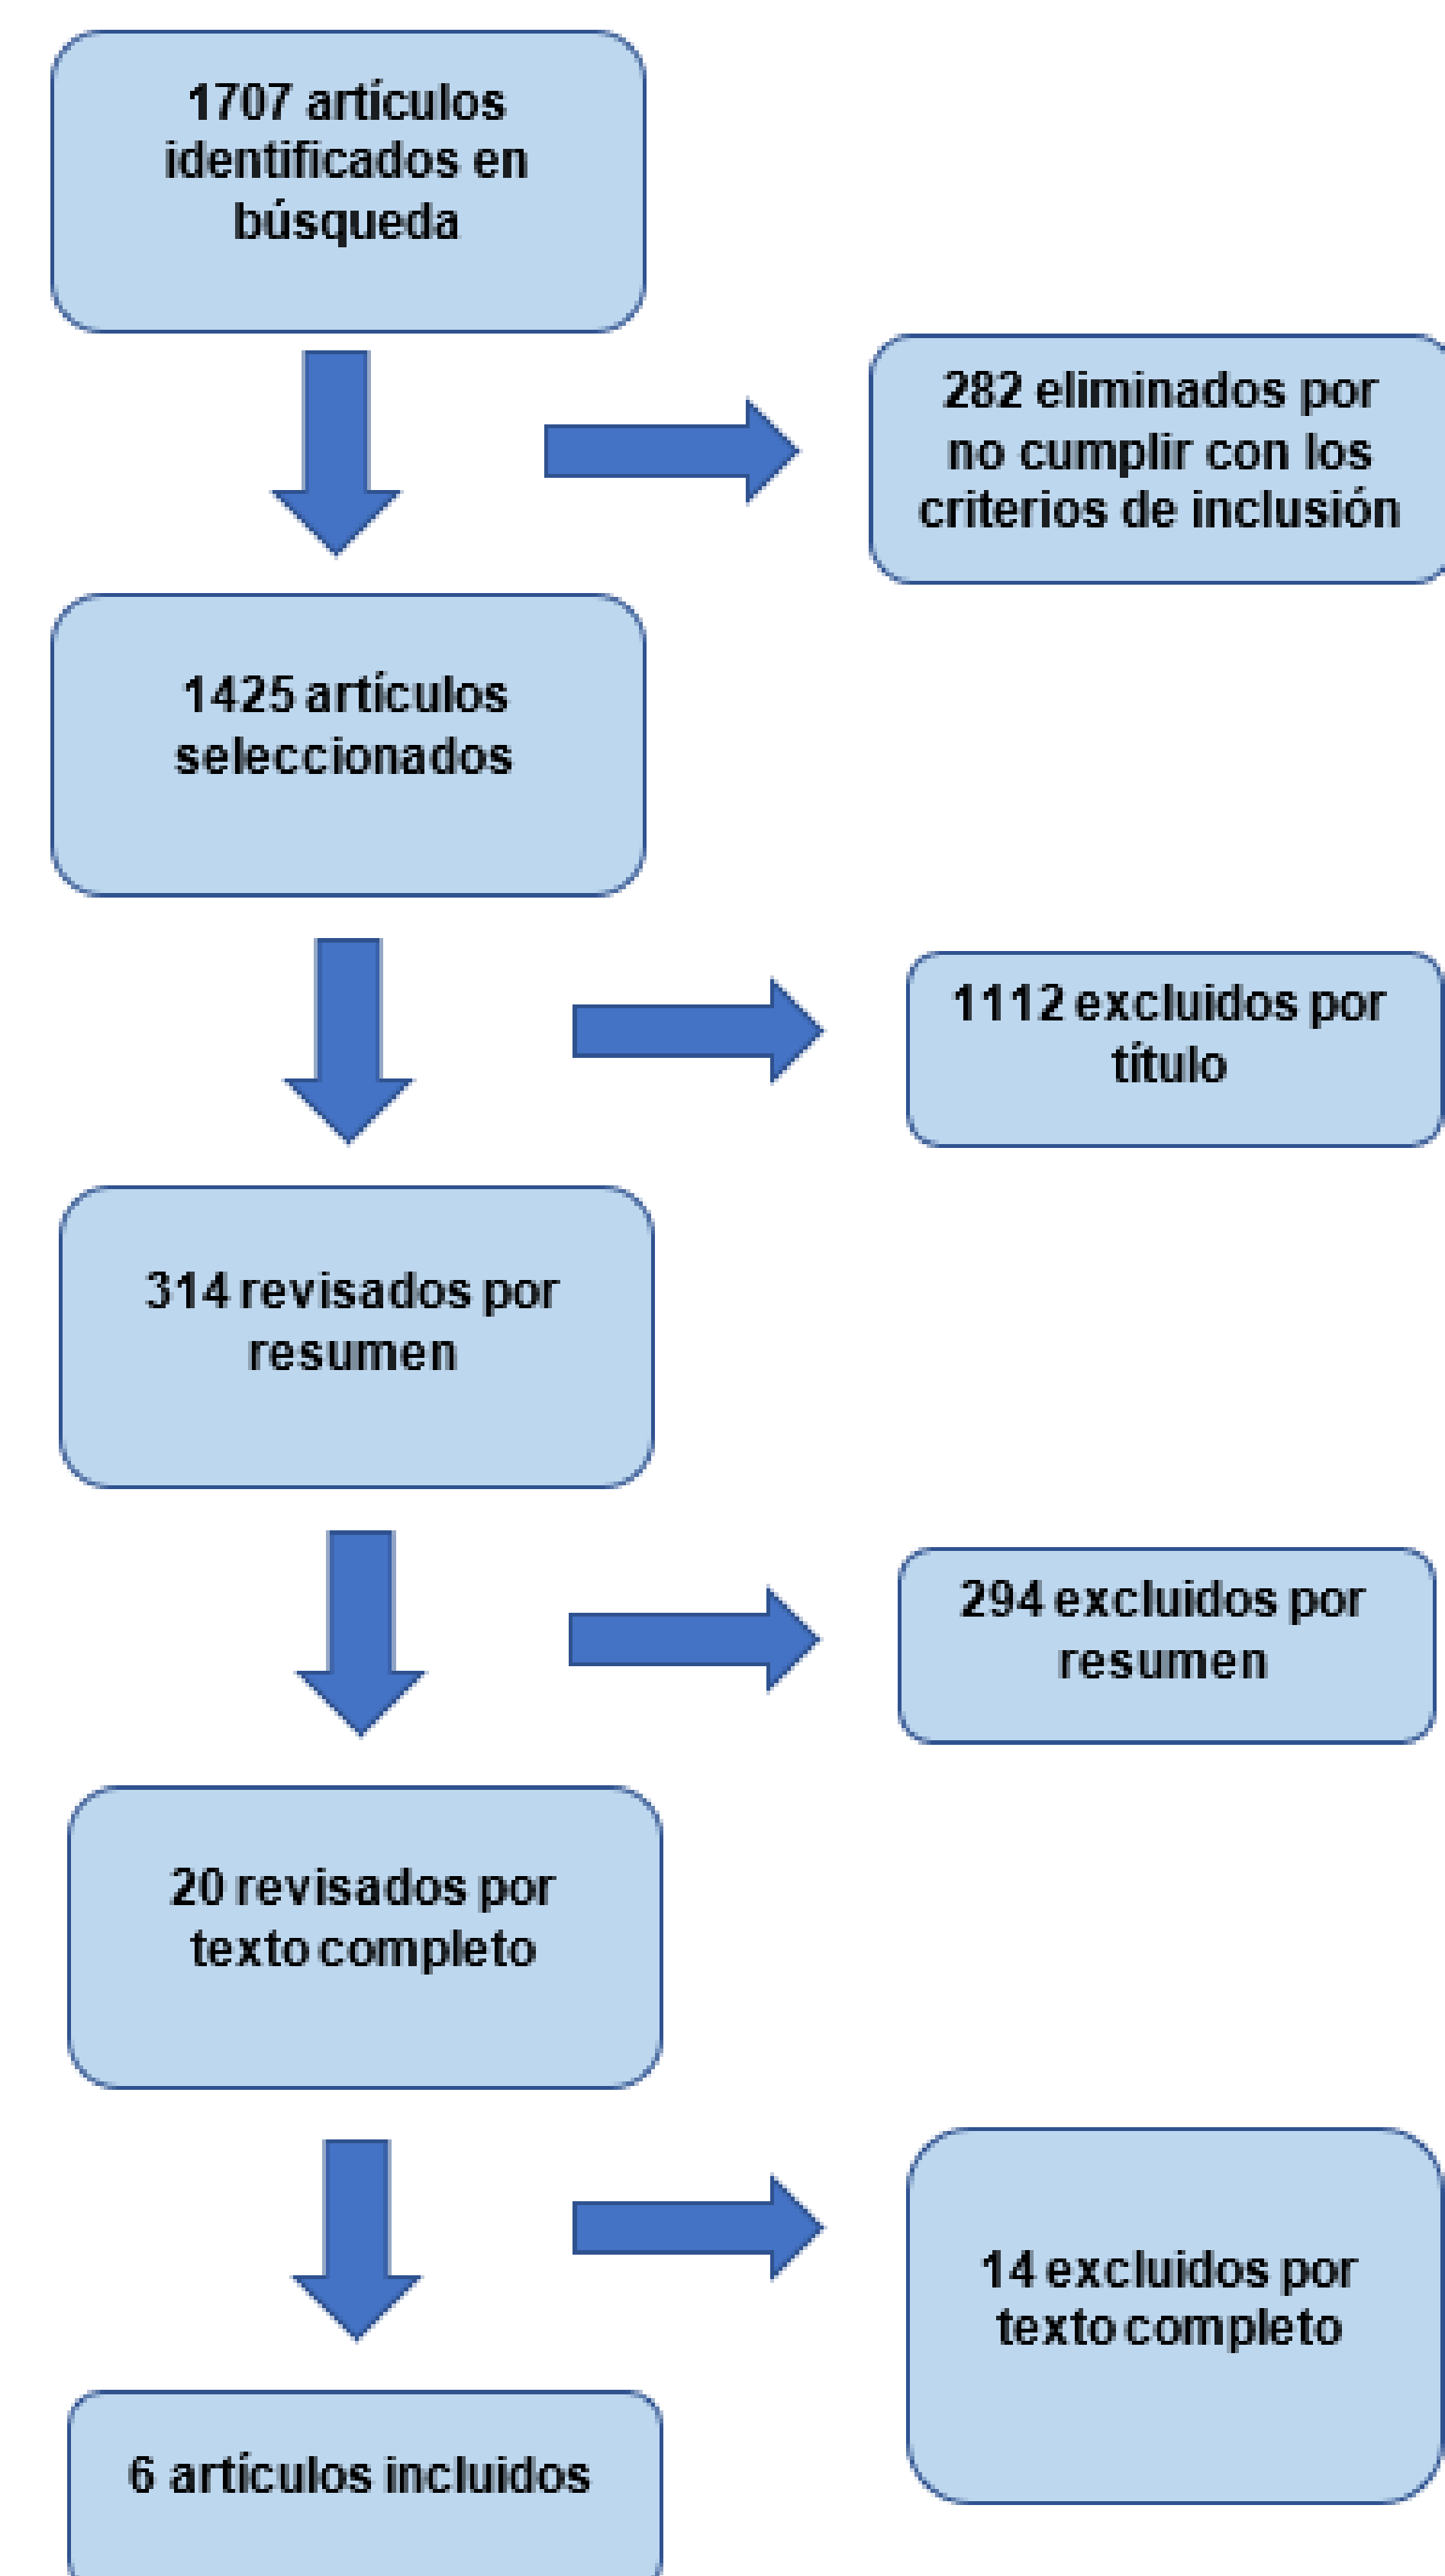 1707 artículos
identificados en
búsqueda
282 eliminados por
no cumplir con los
criterios de inclusión
1425 artículos
seleccionados
1112 excluidos por
título
314 revisados por
resumen
294 excluidos por
resumen
20 revisados por
texto completo
14 excluidos por
texto completo
6 artículos incluidos